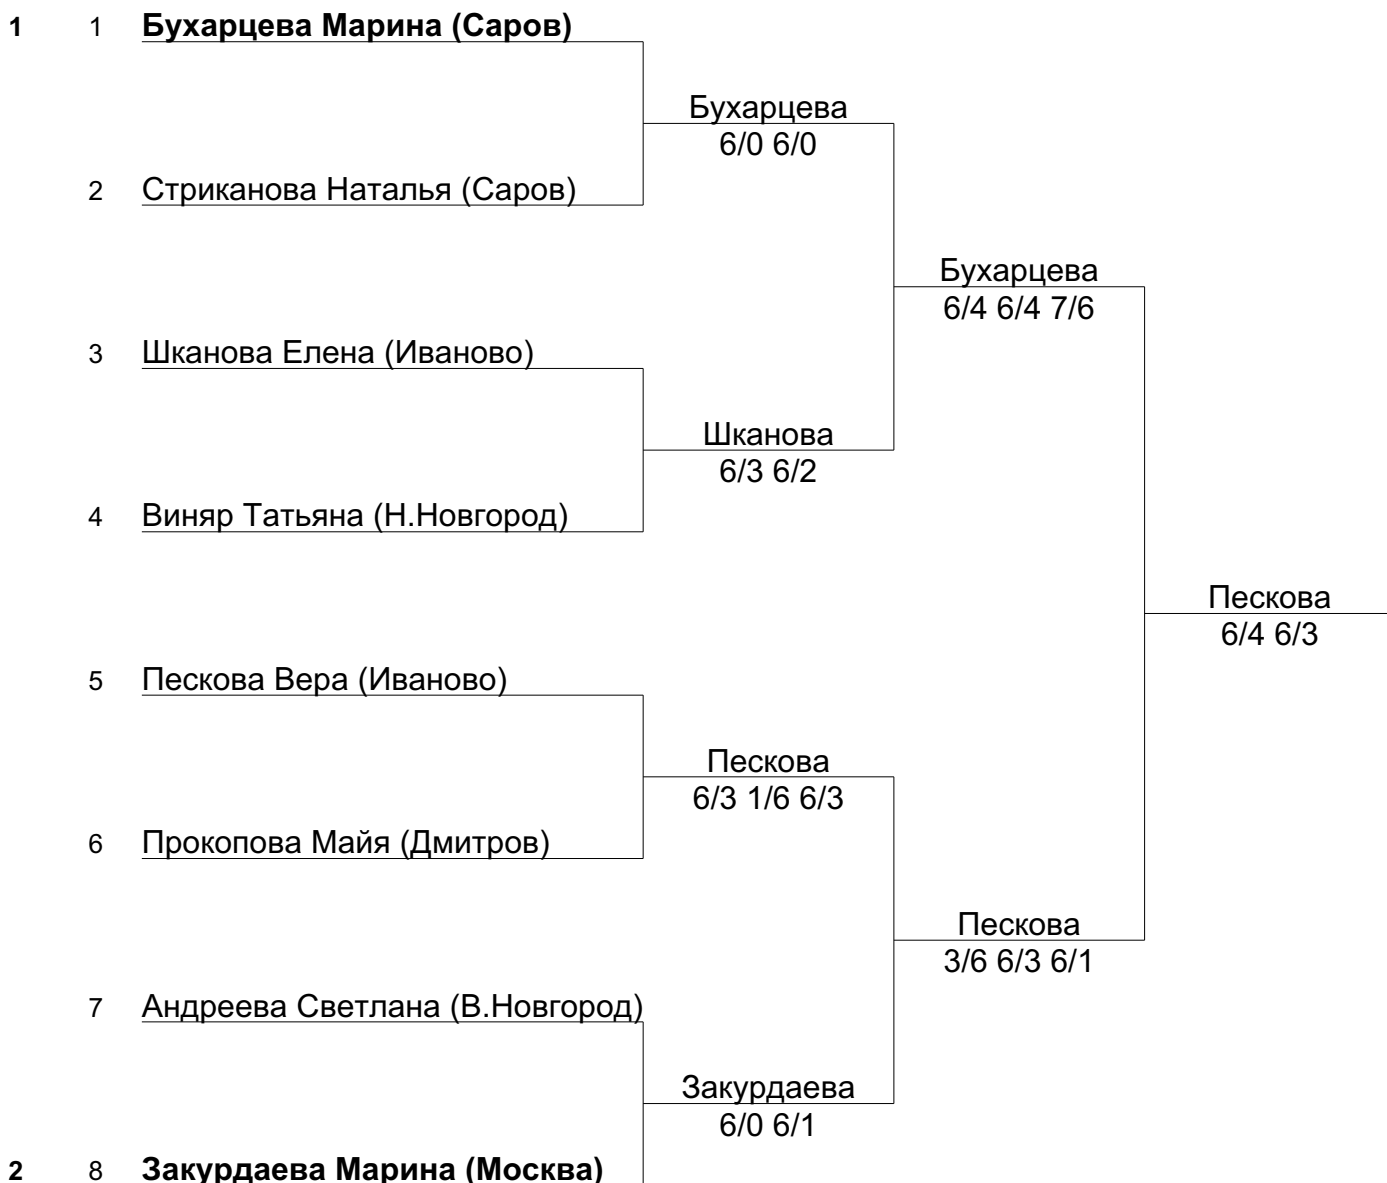 1 1 Бухарцева Марина (Саров)
Бухарцева
6/0 6/0
2 Стриканова Наталья (Саров)
Бухарцева
6/4 6/4 7/6
3 Шканова Елена (Иваново)
Шканова
6/3 6/2
4 Виняр Татьяна (Н.Новгород)
Пескова
6/4 6/3
5 Пескова Вера (Иваново)
Пескова
6/3 1/6 6/3
6 Прокопова Майя (Дмитров)
Пескова
3/6 6/3 6/1
7 Андреева Светлана (В.Новгород)
Закурдаева
6/0 6/1
2 8 Закурдаева Марина (Москва)